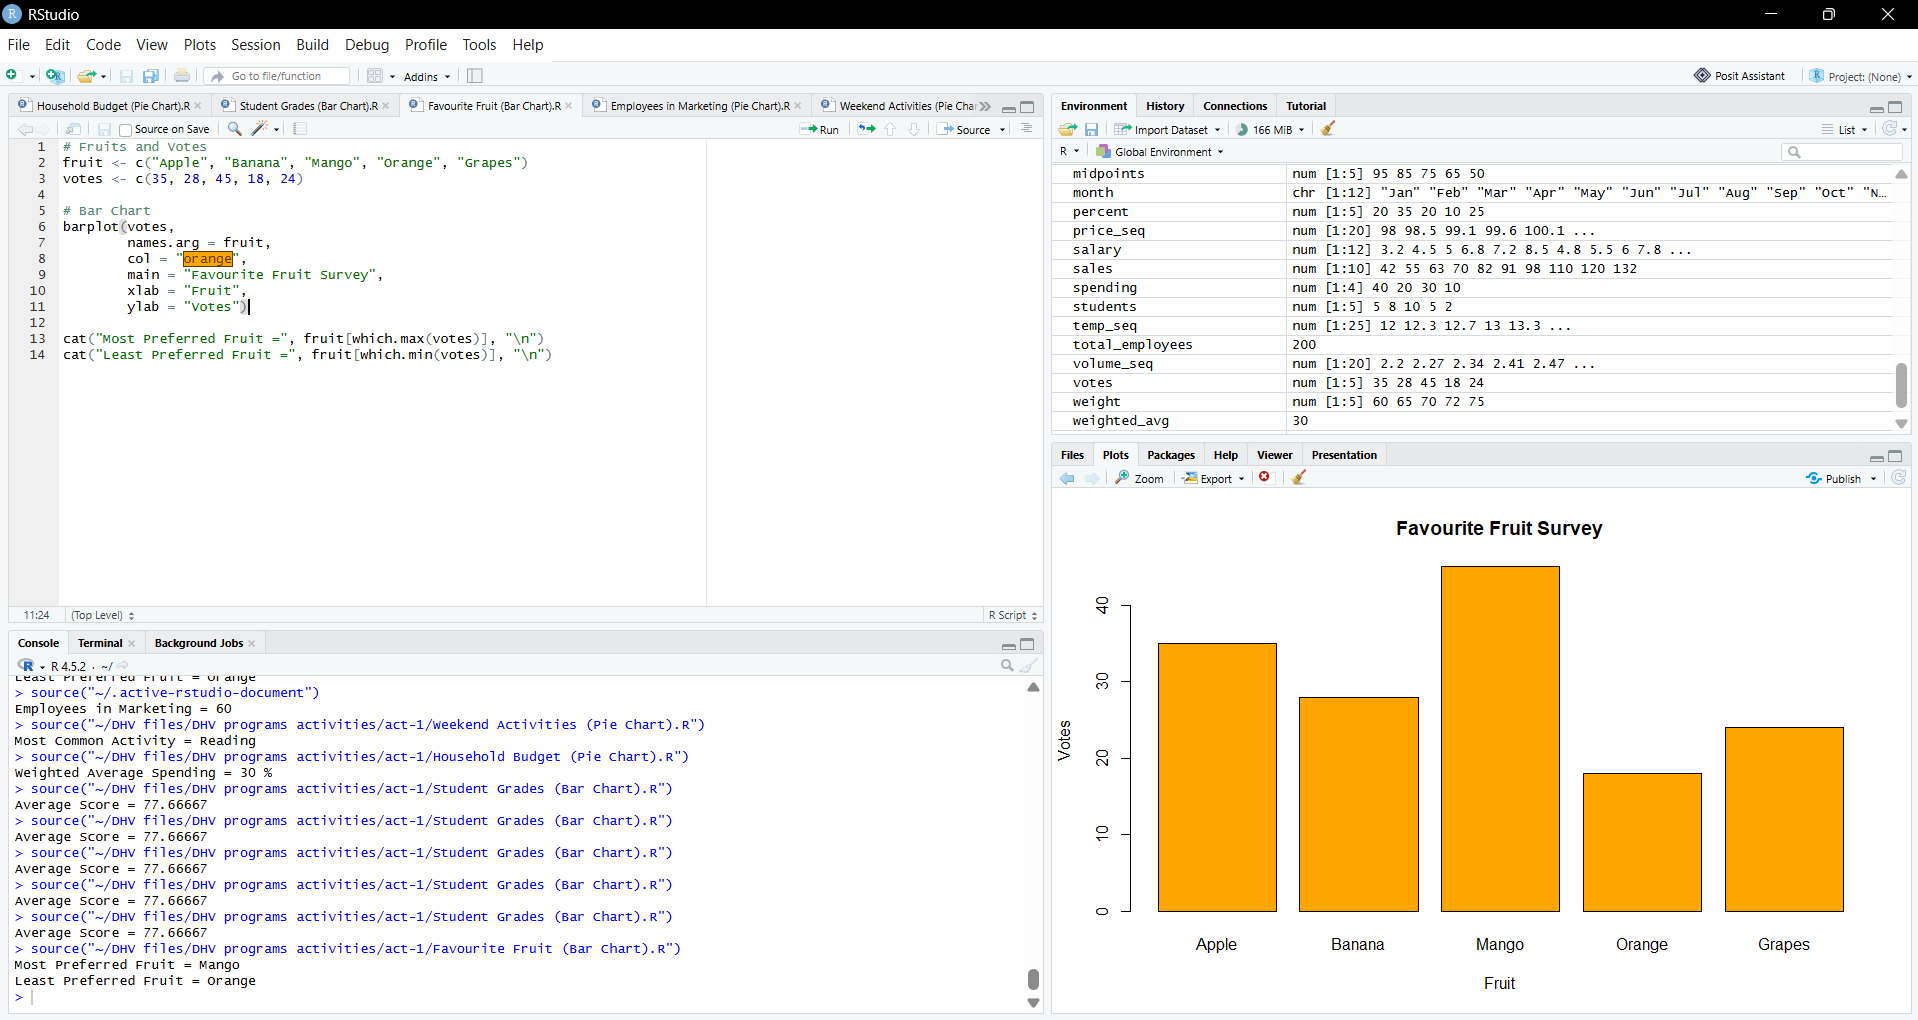 RStudio
File Edit Code View Plots Session Build Debug Profile Tools Help
Go to file/function Addins Posit Assistant Project: (None)
Household Budget (Pie Chart).R Student Grades (Bar Chart).R Favourite Fruit (Bar Chart).R Employees in Marketing (Pie Chart).R Weekend Activities (Pie Cha
Source on Save Run Source
1 # Fruits and Votes
2 fruit <- c("Apple", "Banana", "Mango", "Orange", "Grapes")
3 votes <- c(35, 28, 45, 18, 24)
4
5 # Bar Chart
6 barplot(votes,
7 names.arg = fruit,
8 col = "orange",
9 main = "Favourite Fruit Survey",
10 xlab = "Fruit",
11 ylab = "Votes")
12
13 cat("Most Preferred Fruit =", fruit[which.max(votes)], "\n")
14 cat("Least Preferred Fruit =", fruit[which.min(votes)], "\n")
11:24 (Top Level) R Script
Console Terminal Background Jobs
R R 4.5.2 · ~/
Least Preferred Fruit = Orange
> source("~/.active-rstudio-document")
Employees in Marketing = 60
> source("~/DHV files/DHV programs activities/act-1/Weekend Activities (Pie Chart).R")
Most Common Activity = Reading
> source("~/DHV files/DHV programs activities/act-1/Household Budget (Pie Chart).R")
Weighted Average Spending = 30 %
> source("~/DHV files/DHV programs activities/act-1/Student Grades (Bar Chart).R")
Average Score = 77.66667
> source("~/DHV files/DHV programs activities/act-1/Student Grades (Bar Chart).R")
Average Score = 77.66667
> source("~/DHV files/DHV programs activities/act-1/Student Grades (Bar Chart).R")
Average Score = 77.66667
> source("~/DHV files/DHV programs activities/act-1/Student Grades (Bar Chart).R")
Average Score = 77.66667
> source("~/DHV files/DHV programs activities/act-1/Student Grades (Bar Chart).R")
Average Score = 77.66667
> source("~/DHV files/DHV programs activities/act-1/Favourite Fruit (Bar Chart).R")
Most Preferred Fruit = Mango
Least Preferred Fruit = Orange
>
Environment History Connections Tutorial
Import Dataset 166 MiB List
R Global Environment
midpoints num [1:5] 95 85 75 65 50
month chr [1:12] "Jan" "Feb" "Mar" "Apr" "May" "Jun" "Jul" "Aug" "Sep" "Oct" "N…
percent num [1:5] 20 35 20 10 25
price_seq num [1:20] 98 98.5 99.1 99.6 100.1 ...
salary num [1:12] 3.2 4.5 5 6.8 7.2 8.5 4.8 5.5 6 7.8 ...
sales num [1:10] 42 55 63 70 82 91 98 110 120 132
spending num [1:4] 40 20 30 10
students num [1:5] 5 8 10 5 2
temp_seq num [1:25] 12 12.3 12.7 13 13.3 ...
total_employees 200
volume_seq num [1:20] 2.2 2.27 2.34 2.41 2.47 ...
votes num [1:5] 35 28 45 18 24
weight num [1:5] 60 65 70 72 75
weighted_avg 30
Files Plots Packages Help Viewer Presentation
Zoom Export Publish
Favourite Fruit Survey
40
30
20
10
0
Votes
Apple Banana Mango Orange Grapes
Fruit